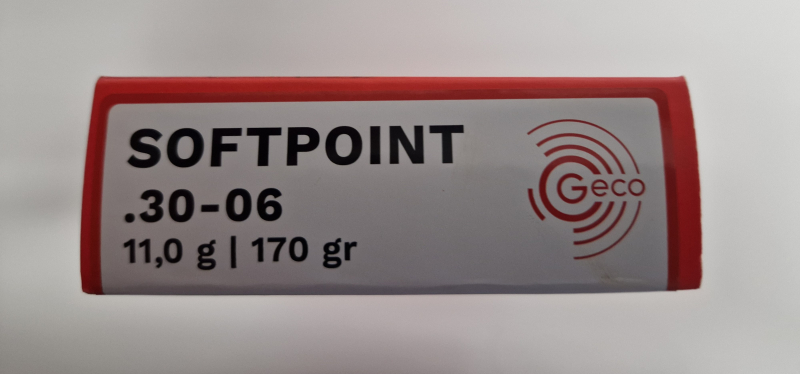 SOFTPOINT
.30-06
11,0 g | 170 gr
Geco